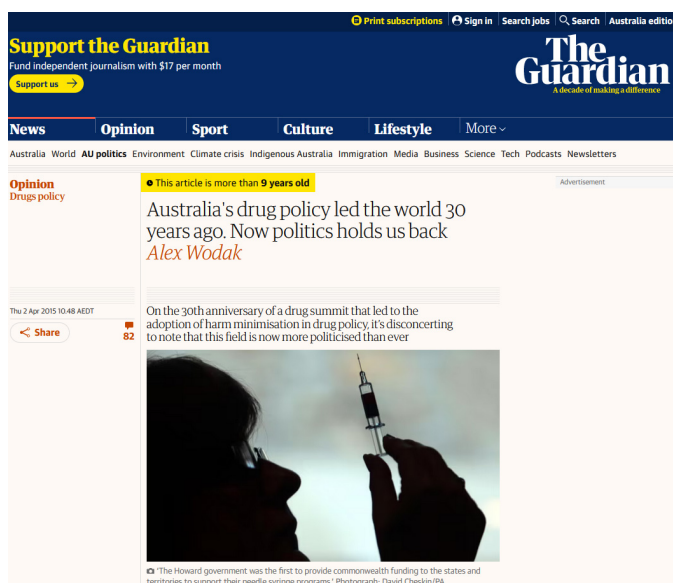 Print subscriptions Sign in Search jobs Search Australia editio
Support the Guardian
Fund independent journalism with $17 per month
Support us
The Guardian
A decade of making a difference
News Opinion Sport Culture Lifestyle More
Australia World AU politics Environment Climate crisis Indigenous Australia Immigration Media Business Science Tech Podcasts Newsletters
Opinion
Drugs policy
This article is more than 9 years old
Advertisement
Australia's drug policy led the world 30
years ago. Now politics holds us back
Alex Wodak
Thu 2 Apr 2015 10.48 AEDT
Share
82
On the 30th anniversary of a drug summit that led to the
adoption of harm minimisation in drug policy, it's disconcerting
to note that this field is now more politicised than ever
'The Howard government was the first to provide commonwealth funding to the states and
territories to support their needle syringe programs.' Photograph: David Cheskin/PA